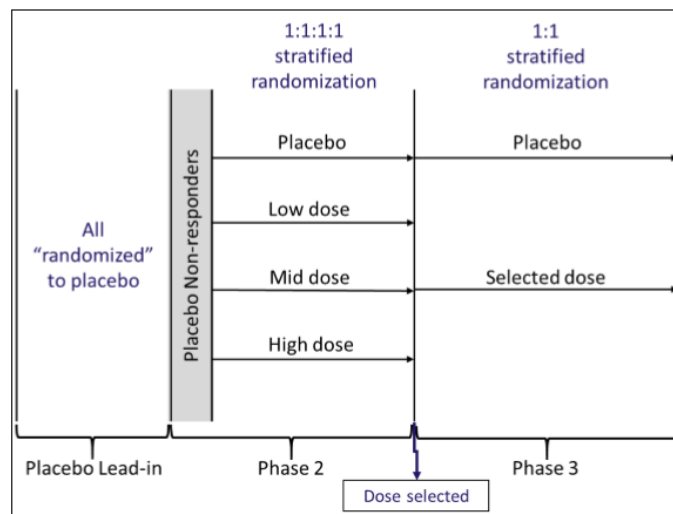 1:1:1:1
stratified
randomization
1:1
stratified
randomization
All
“randomized”
to placebo
Placebo Non-responders
Placebo
Low dose
Mid dose
High dose
Placebo
Selected dose
Placebo Lead-in
Phase 2
Phase 3
Dose selected